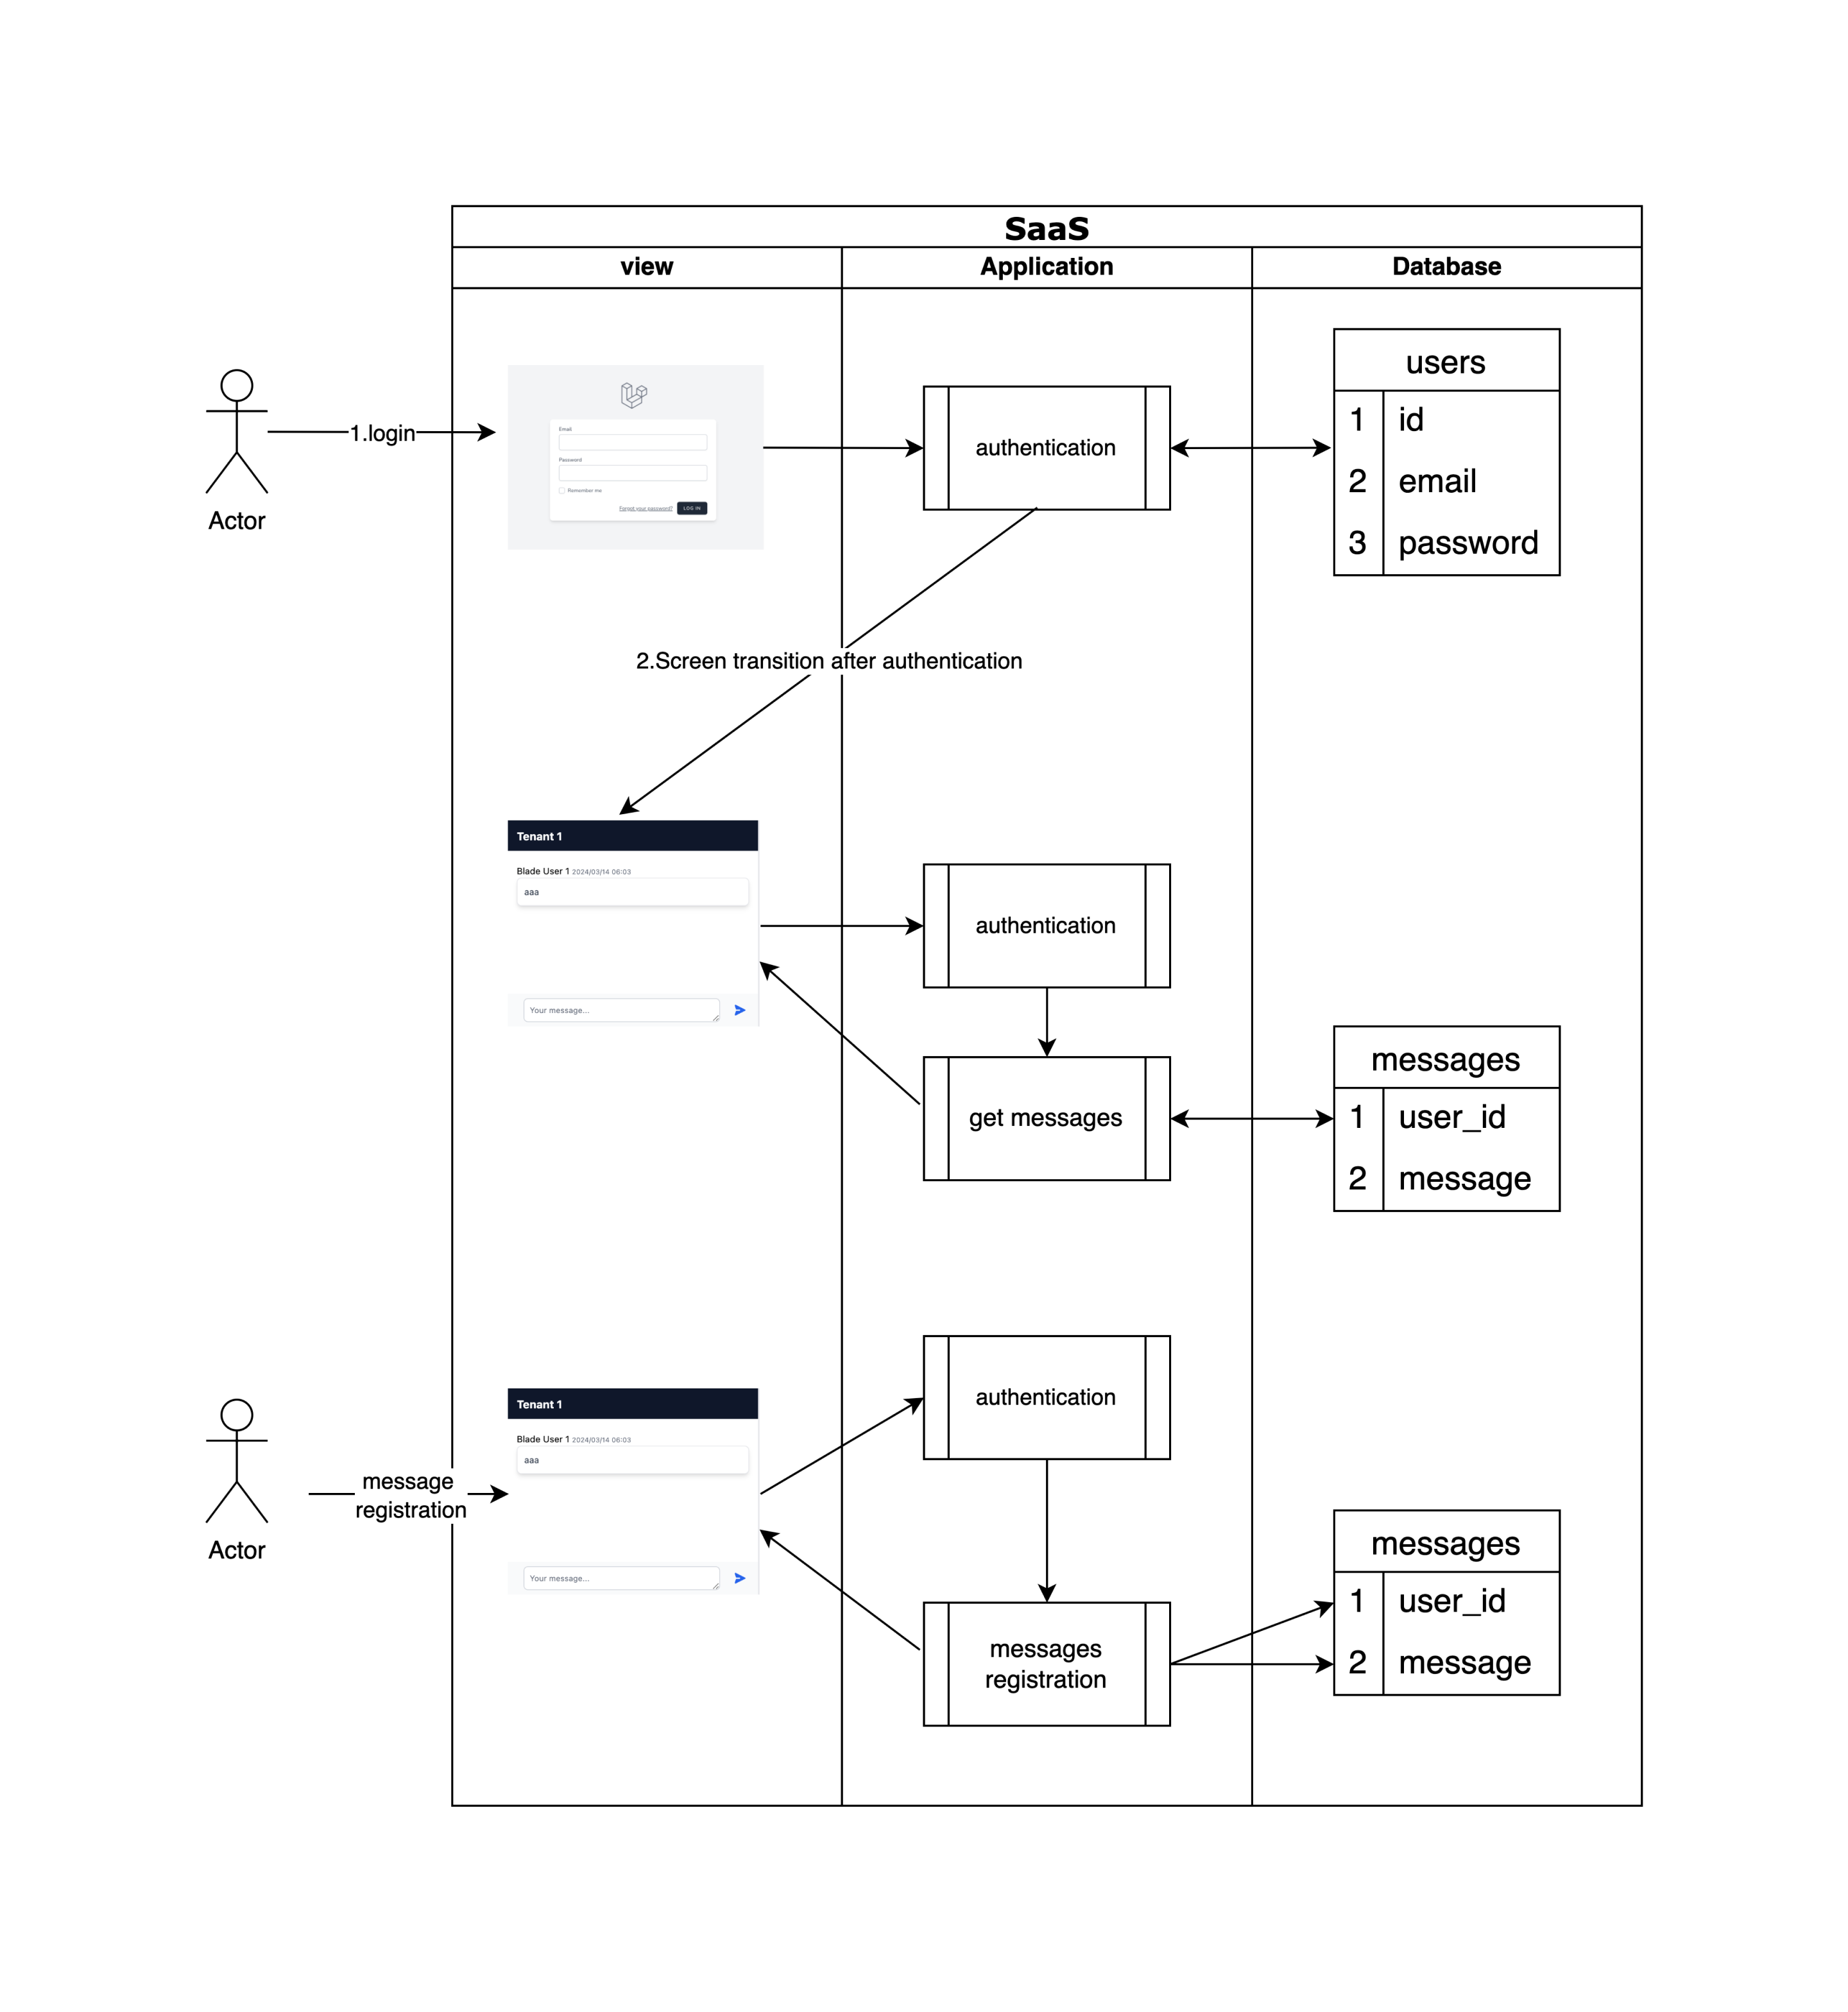 SaaS
view
Application
Database
Actor
1.login
Email
Password
Remember me
Forgot your password?
LOG IN
authentication
users
1 id
2 email
3 password
2.Screen transition after authentication
Tenant 1
Blade User 1 2024/03/14 06:03
aaa
Your message...
authentication
get messages
messages
1 user_id
2 message
Actor
message
registration
Tenant 1
Blade User 1 2024/03/14 06:03
aaa
Your message...
authentication
messages
registration
messages
1 user_id
2 message